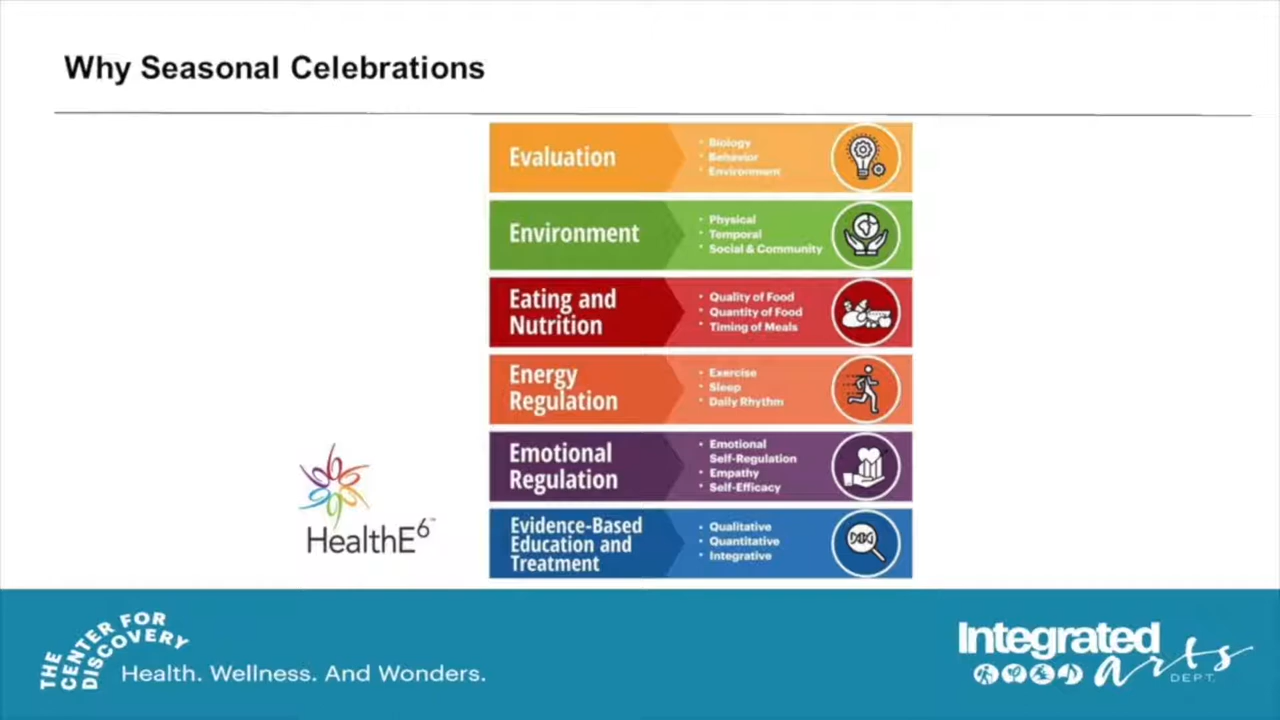 Why Seasonal Celebrations
Evaluation
• Biology
• Behavior
• Environment
Environment
• Physical
• Temporal
• Social & Community
Eating and
Nutrition
• Quality of Food
• Quantity of Food
• Timing of Meals
Energy
Regulation
• Exercise
• Sleep
• Daily Rhythm
Emotional
Regulation
• Emotional
Self-Regulation
• Empathy
• Self-Efficacy
Evidence-Based
Education and
Treatment
• Qualitative
• Quantitative
• Integrative
HealthE6™
THE
CENTER FOR
DISCOVERY
Health. Wellness. And Wonders.
Integrated
arts
DEPT.